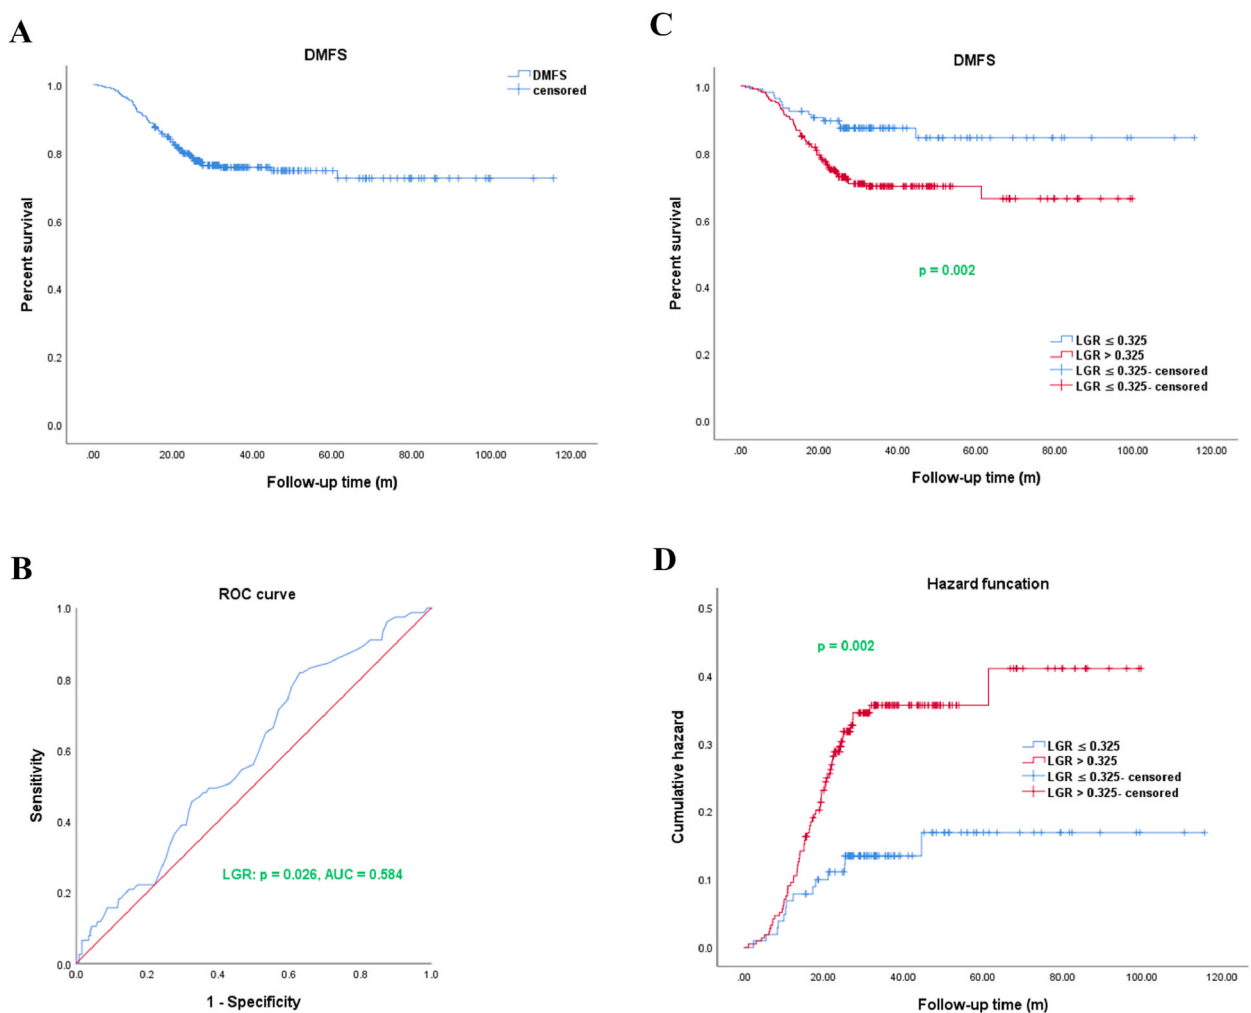 A
DMFS
DMFS
censored
1.0
0.8
0.6
0.4
0.2
0.0
Percent survival
.00 20.00 40.00 60.00 80.00 100.00 120.00
Follow-up time (m)
C
DMFS
1.0
0.8
0.6
0.4
0.2
0.0
Percent survival
p = 0.002
LGR ≤ 0.325
LGR > 0.325
LGR ≤ 0.325- censored
LGR ≤ 0.325- censored
.00 20.00 40.00 60.00 80.00 100.00 120.00
Follow-up time (m)
B
ROC curve
1.0
0.8
0.6
0.4
0.2
0.0
Sensitivity
LGR: p = 0.026, AUC = 0.584
0.0 0.2 0.4 0.6 0.8 1.0
1 - Specificity
D
Hazard funcation
0.5
0.4
0.3
0.2
0.1
0.0
Cumulative hazard
p = 0.002
LGR ≤ 0.325
LGR > 0.325
LGR ≤ 0.325- censored
LGR > 0.325- censored
.00 20.00 40.00 60.00 80.00 100.00 120.00
Follow-up time (m)